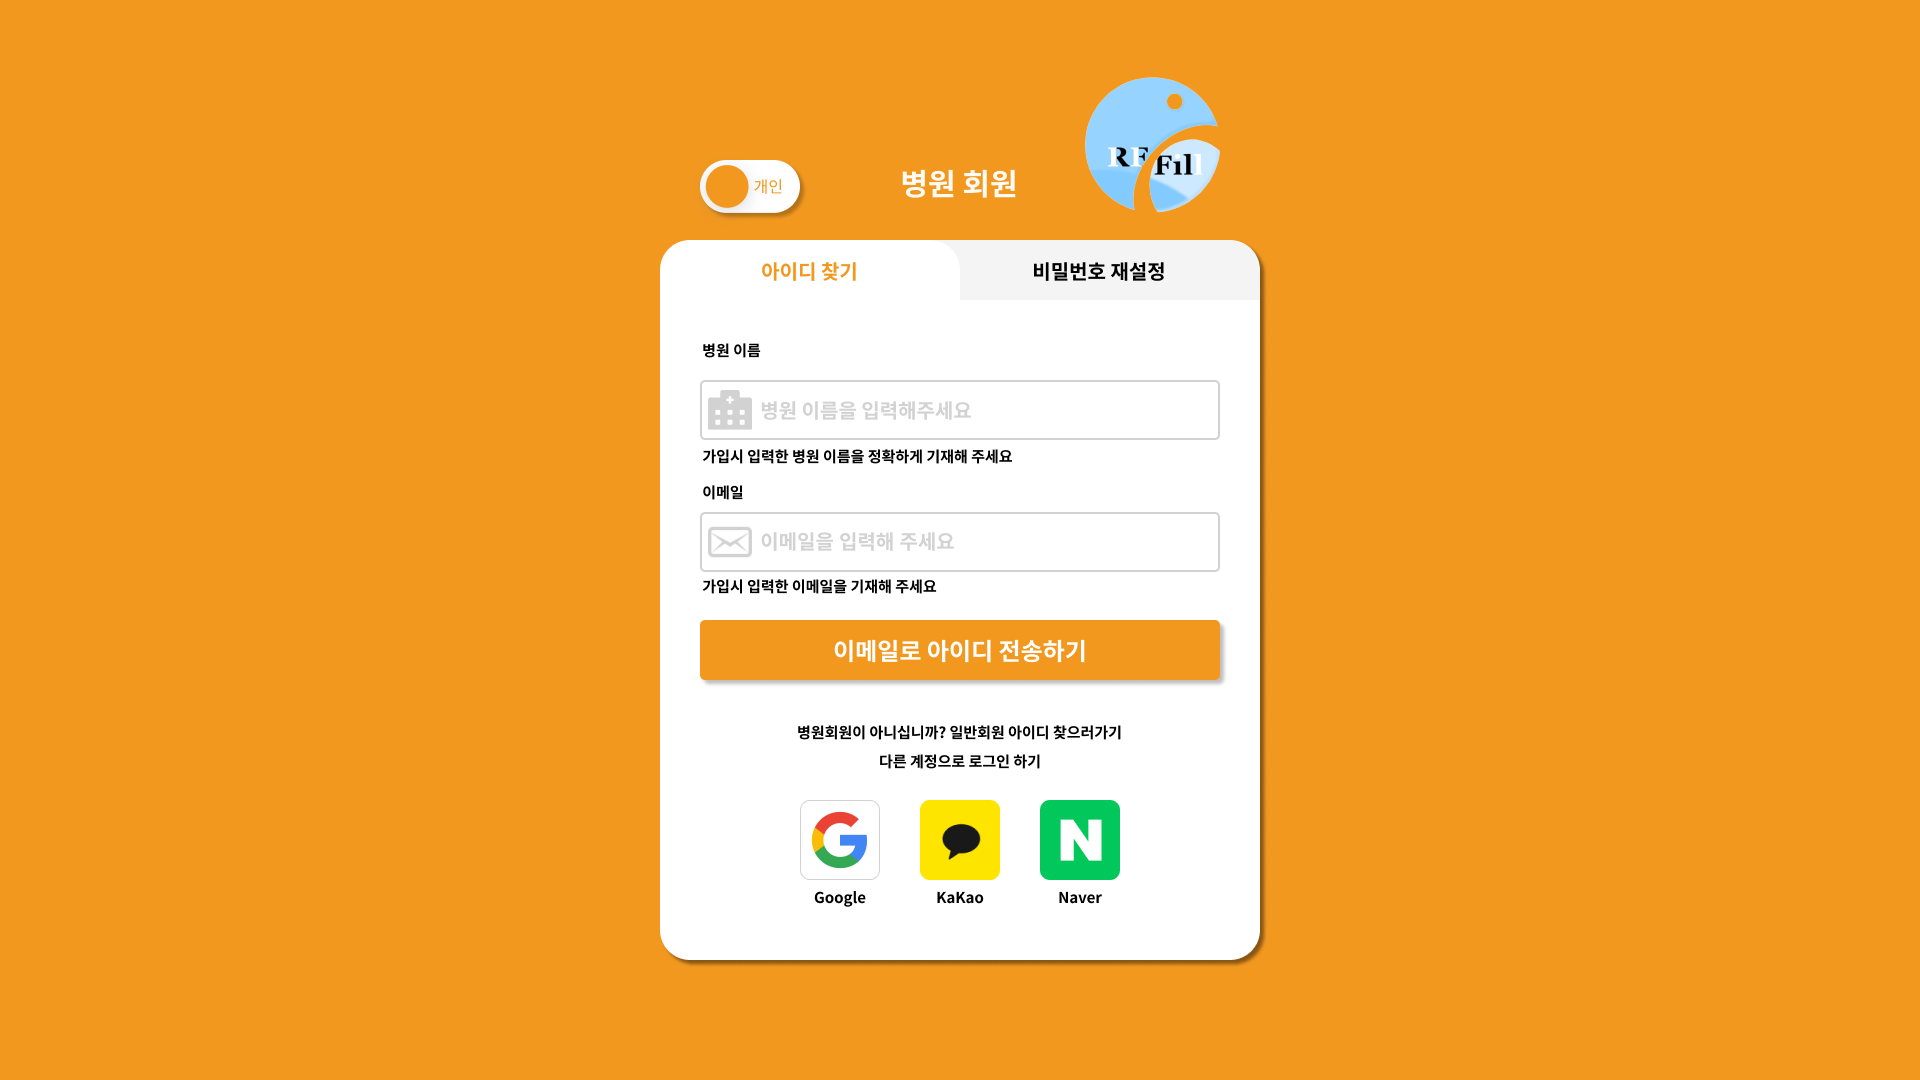 개인
병원 회원
RF Fill
아이디 찾기
비밀번호 재설정
병원 이름
병원 이름을 입력해주세요
가입시 입력한 병원 이름을 정확하게 기재해 주세요
이메일
이메일을 입력해 주세요
가입시 입력한 이메일을 기재해 주세요
이메일로 아이디 전송하기
병원회원이 아니십니까? 일반회원 아이디 찾으러가기
다른 계정으로 로그인 하기
Google
KaKao
Naver